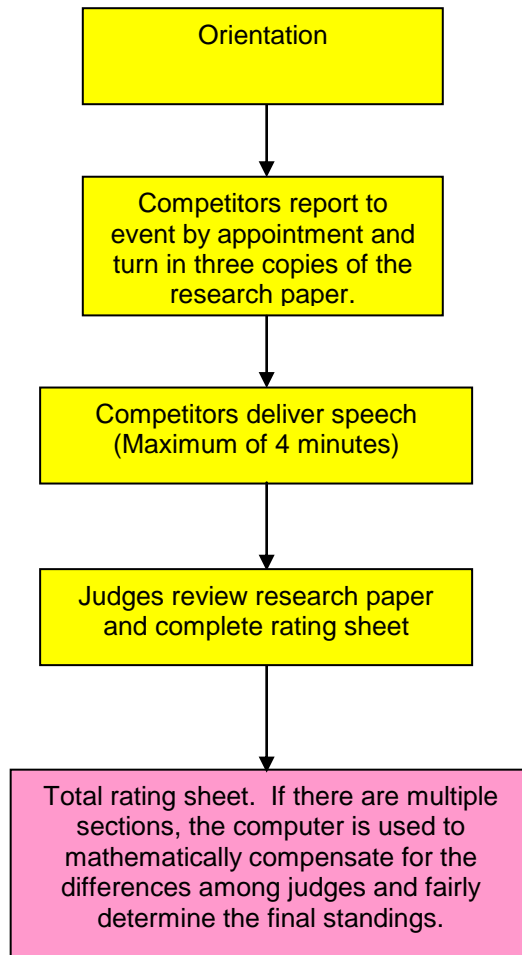 Orientation
Competitors report to
event by appointment and
turn in three copies of the
research paper.
Competitors deliver speech
(Maximum of 4 minutes)
Judges review research paper
and complete rating sheet
Total rating sheet.  If there are multiple
sections, the computer is used to
mathematically compensate for the
differences among judges and fairly
determine the final standings.